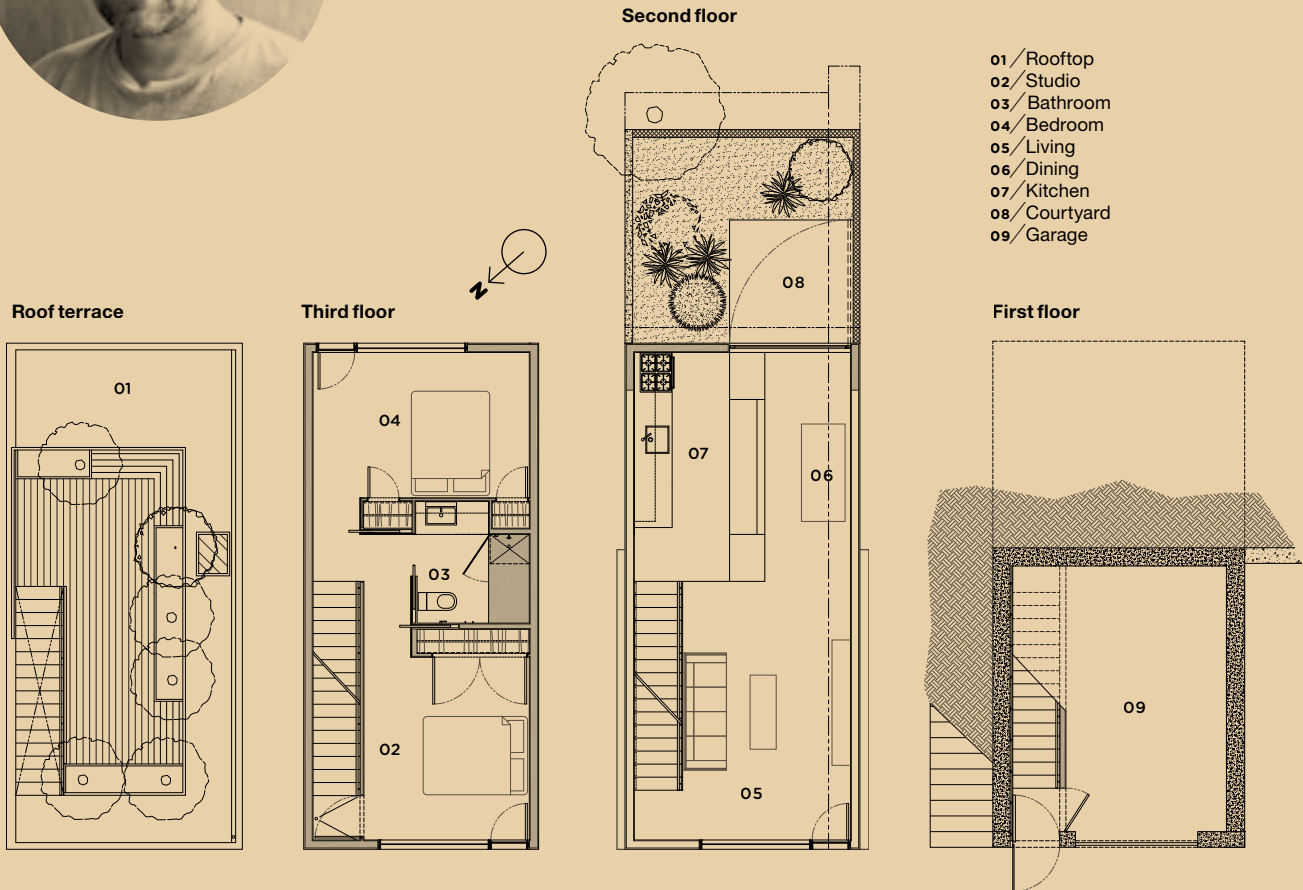 Second floor
01/Rooftop
02/Studio
03/Bathroom
04/Bedroom
05/Living
06/Dining
07/Kitchen
08/Courtyard
09/Garage
N
Roof terrace
Third floor
First floor
01
04
03
02
08
07
06
05
09